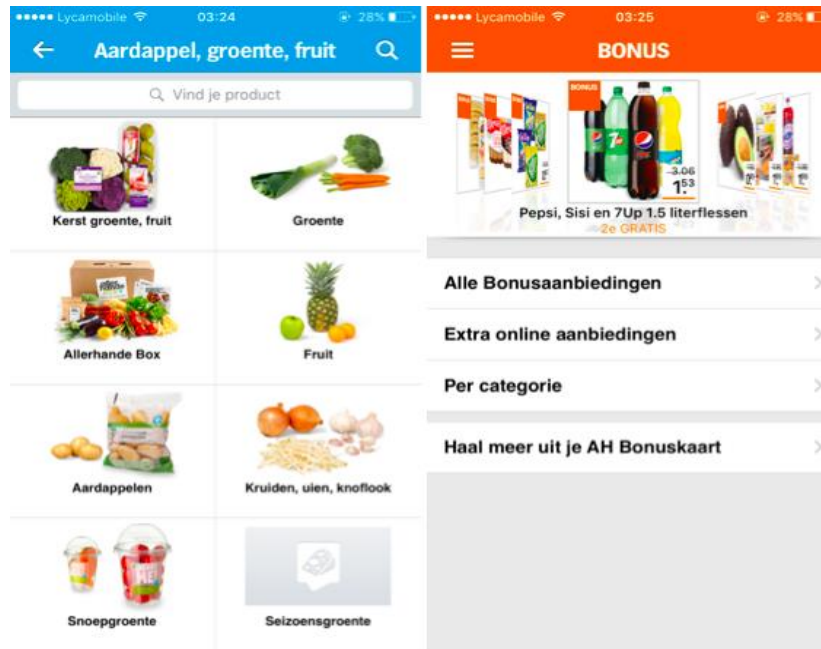 Lycamobile 03:24 28%
Aardappel, groente, fruit
Vind je product
Kerst groente, fruit
Groente
Allerhande Box
Fruit
Aardappelen
Kruiden, uien, knoflook
Snoepgroente
Seizoensgroente
Lycamobile 03:25 28%
BONUS
BONUS
3.06
1.53
Pepsi, Sisi en 7Up 1.5 literflessen
2e GRATIS
Alle Bonusaanbiedingen
Extra online aanbiedingen
Per categorie
Haal meer uit je AH Bonuskaart